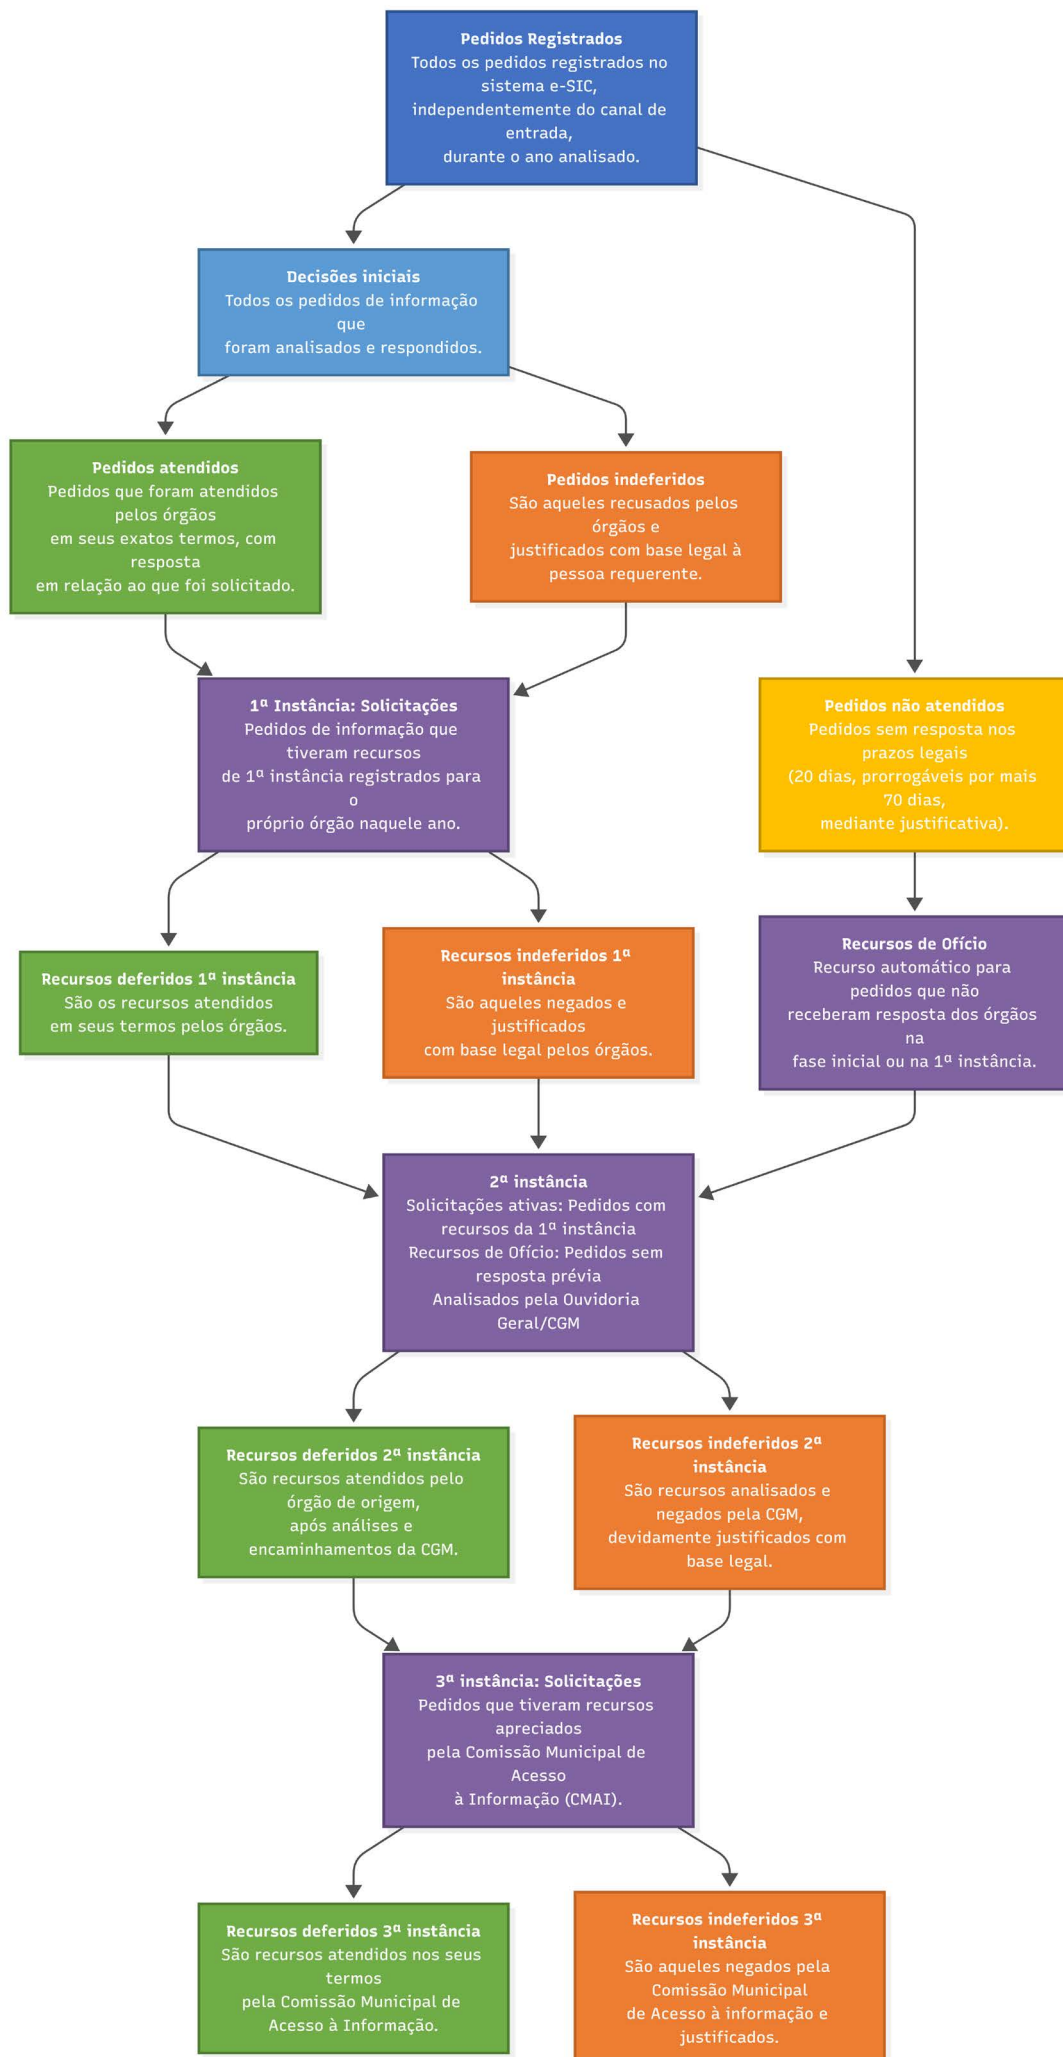 Pedidos Registrados
Todos os pedidos registrados no
sistema e-SIC,
independentemente do canal de
entrada,
durante o ano analisado.
Decisões iniciais
Todos os pedidos de informação
que
foram analisados e respondidos.
Pedidos atendidos
Pedidos que foram atendidos
pelos órgãos
em seus exatos termos, com
resposta
em relação ao que foi solicitado.
Pedidos indeferidos
São aqueles recusados pelos
órgãos e
justificados com base legal à
pessoa requerente.
1ª Instância: Solicitações
Pedidos de informação que
tiveram recursos
de 1ª instância registrados para
o
próprio órgão naquele ano.
Pedidos não atendidos
Pedidos sem resposta nos
prazos legais
(20 dias, prorrogáveis por mais
70 dias,
mediante justificativa).
Recursos deferidos 1ª instância
São os recursos atendidos
em seus termos pelos órgãos.
Recursos indeferidos 1ª
instância
São aqueles negados e
justificados
com base legal pelos órgãos.
Recursos de Ofício
Recurso automático para
pedidos que não
receberam resposta dos órgãos
na
fase inicial ou na 1ª instância.
2ª instância
Solicitações ativas: Pedidos com
recursos da 1ª instância
Recursos de Ofício: Pedidos sem
resposta prévia
Analisados pela Ouvidoria
Geral/CGM
Recursos deferidos 2ª instância
São recursos atendidos pelo
órgão de origem,
após análises e
encaminhamentos da CGM.
Recursos indeferidos 2ª
instância
São recursos analisados e
negados pela CGM,
devidamente justificados com
base legal.
3ª instância: Solicitações
Pedidos que tiveram recursos
apreciados
pela Comissão Municipal de
Acesso
à Informação (CMAI).
Recursos deferidos 3ª instância
São recursos atendidos nos seus
termos
pela Comissão Municipal de
Acesso à Informação.
Recursos indeferidos 3ª
instância
São aqueles negados pela
Comissão Municipal
de Acesso à informação e
justificados.